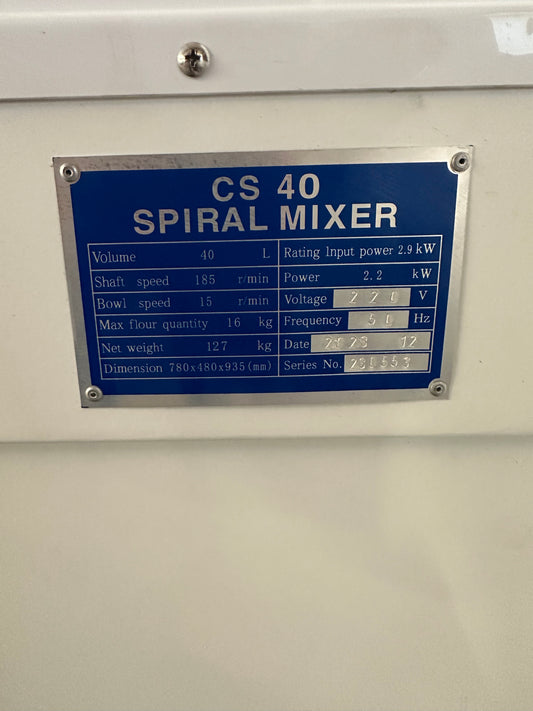 CS 40
SPIRAL MIXER
Volume 40 L
Shaft speed 185 r/min
Bowl speed 15 r/min
Max flour quantity 16 kg
Net weight 127 kg
Dimension 780x480x935(mm)
Rating Input power 2.9 kW
Power 2.2 kW
Voltage 220 V
Frequency 50 Hz
Date 2023 12
Series No.